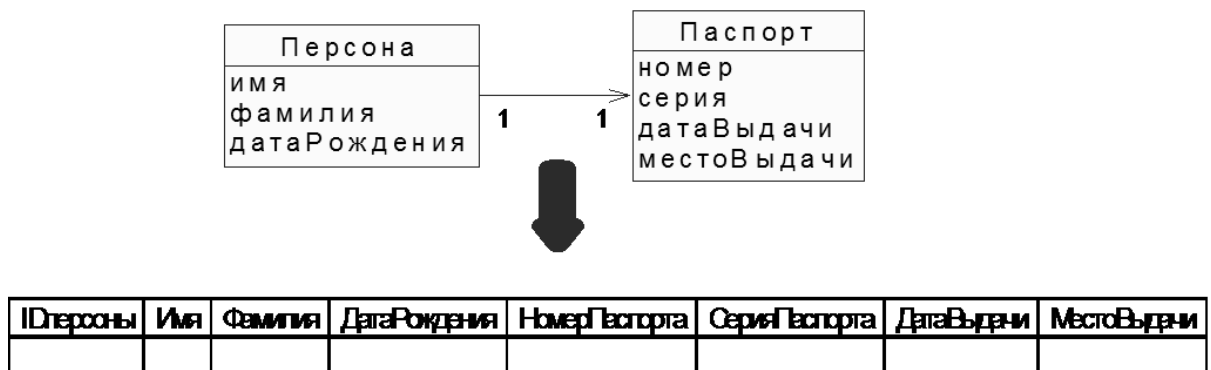 Персона
имя
фамилия
датаРождения
1
1
Паспорт
номер
серия
датаВыдачи
местоВыдачи
IDперсоны Имя Фамилия ДатаРождения НомерПаспорта СерияПаспорта ДатаВыдачи МестоВыдачи